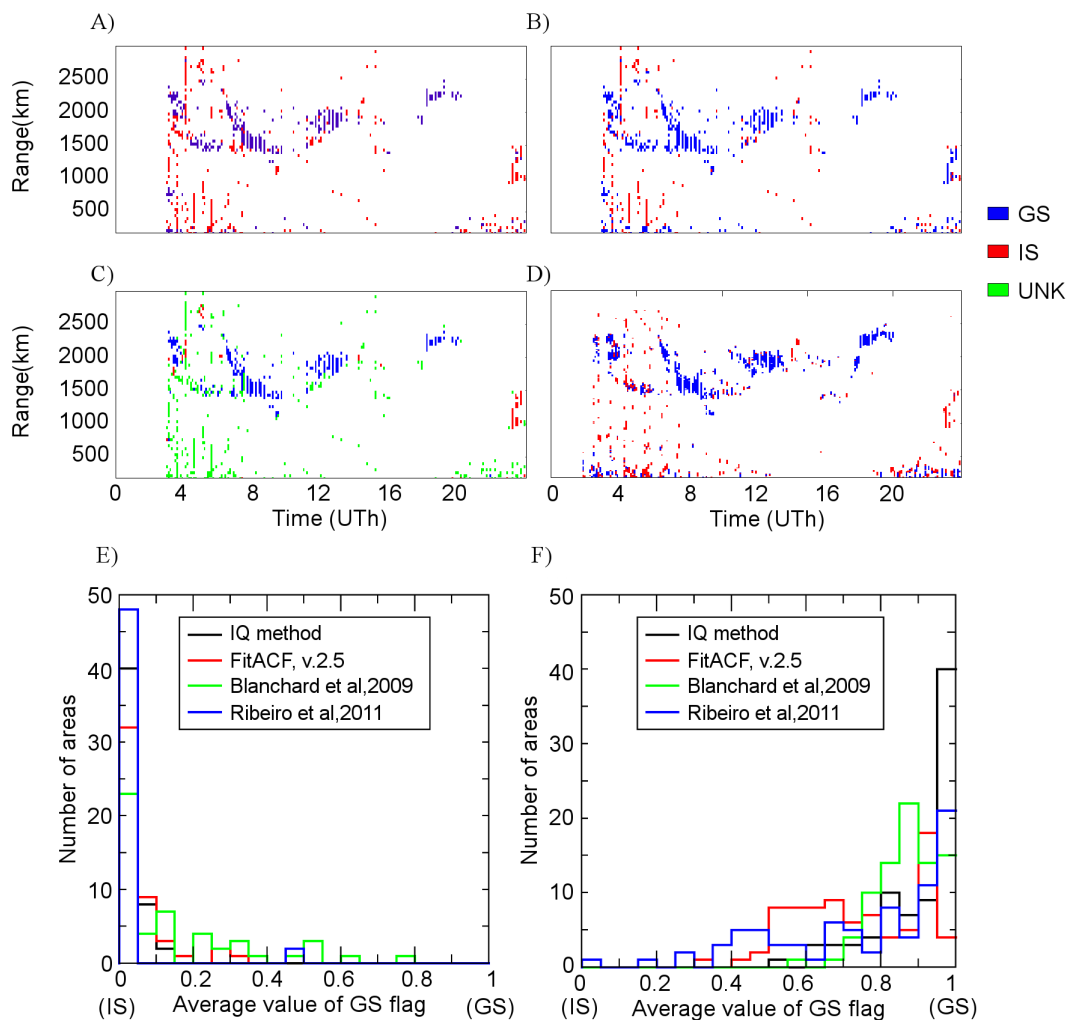 A)
B)
2500
2000
1500
1000
500
Range(km)
GS
IS
UNK
C)
D)
2500
2000
1500
1000
500
Range(km)
0 4 8 12 16 20
Time (UTh)
0 4 8 12 16 20
Time (UTh)
E)
F)
50
40
30
20
10
0
Number of areas
IQ method
FitACF, v.2.5
Blanchard et al,2009
Ribeiro et al,2011
0 0.2 0.4 0.6 0.8 1
(IS) Average value of GS flag (GS)
50
40
30
20
10
0
Number of areas
IQ method
FitACF, v.2.5
Blanchard et al,2009
Ribeiro et al,2011
0 0.2 0.4 0.6 0.8 1
(IS) Average value of GS flag (GS)